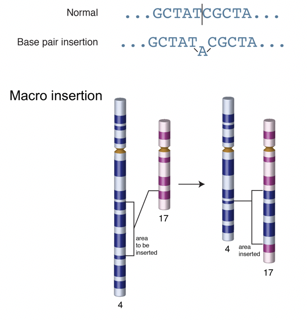 Normal ...GCTATCGCTA...
Base pair insertion ...GCTAT CGCTA...
A
Macro insertion
17
area
to be
inserted
4
4
area
inserted
17